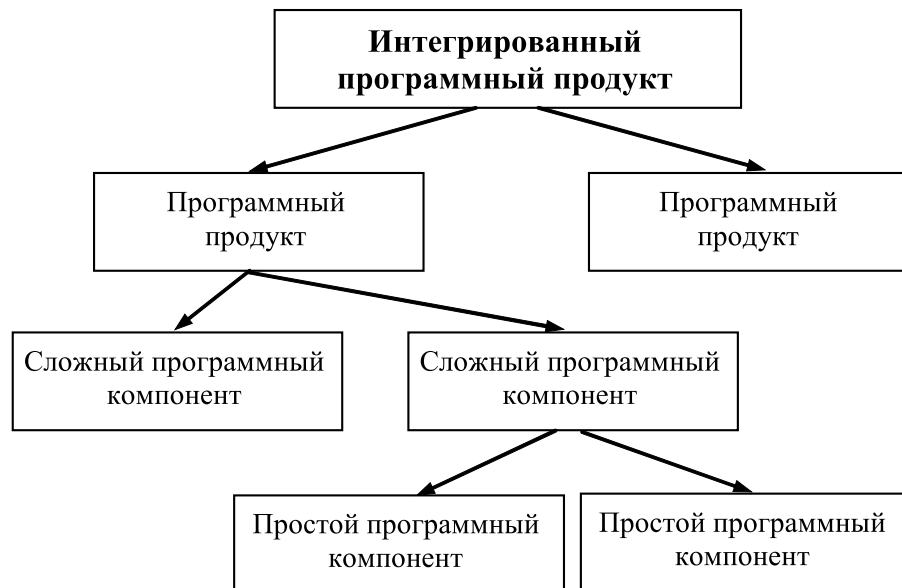 Интегрированный
программный продукт
Программный
продукт
Программный
продукт
Сложный программный
компонент
Сложный программный
компонент
Простой программный
компонент
Простой программный
компонент